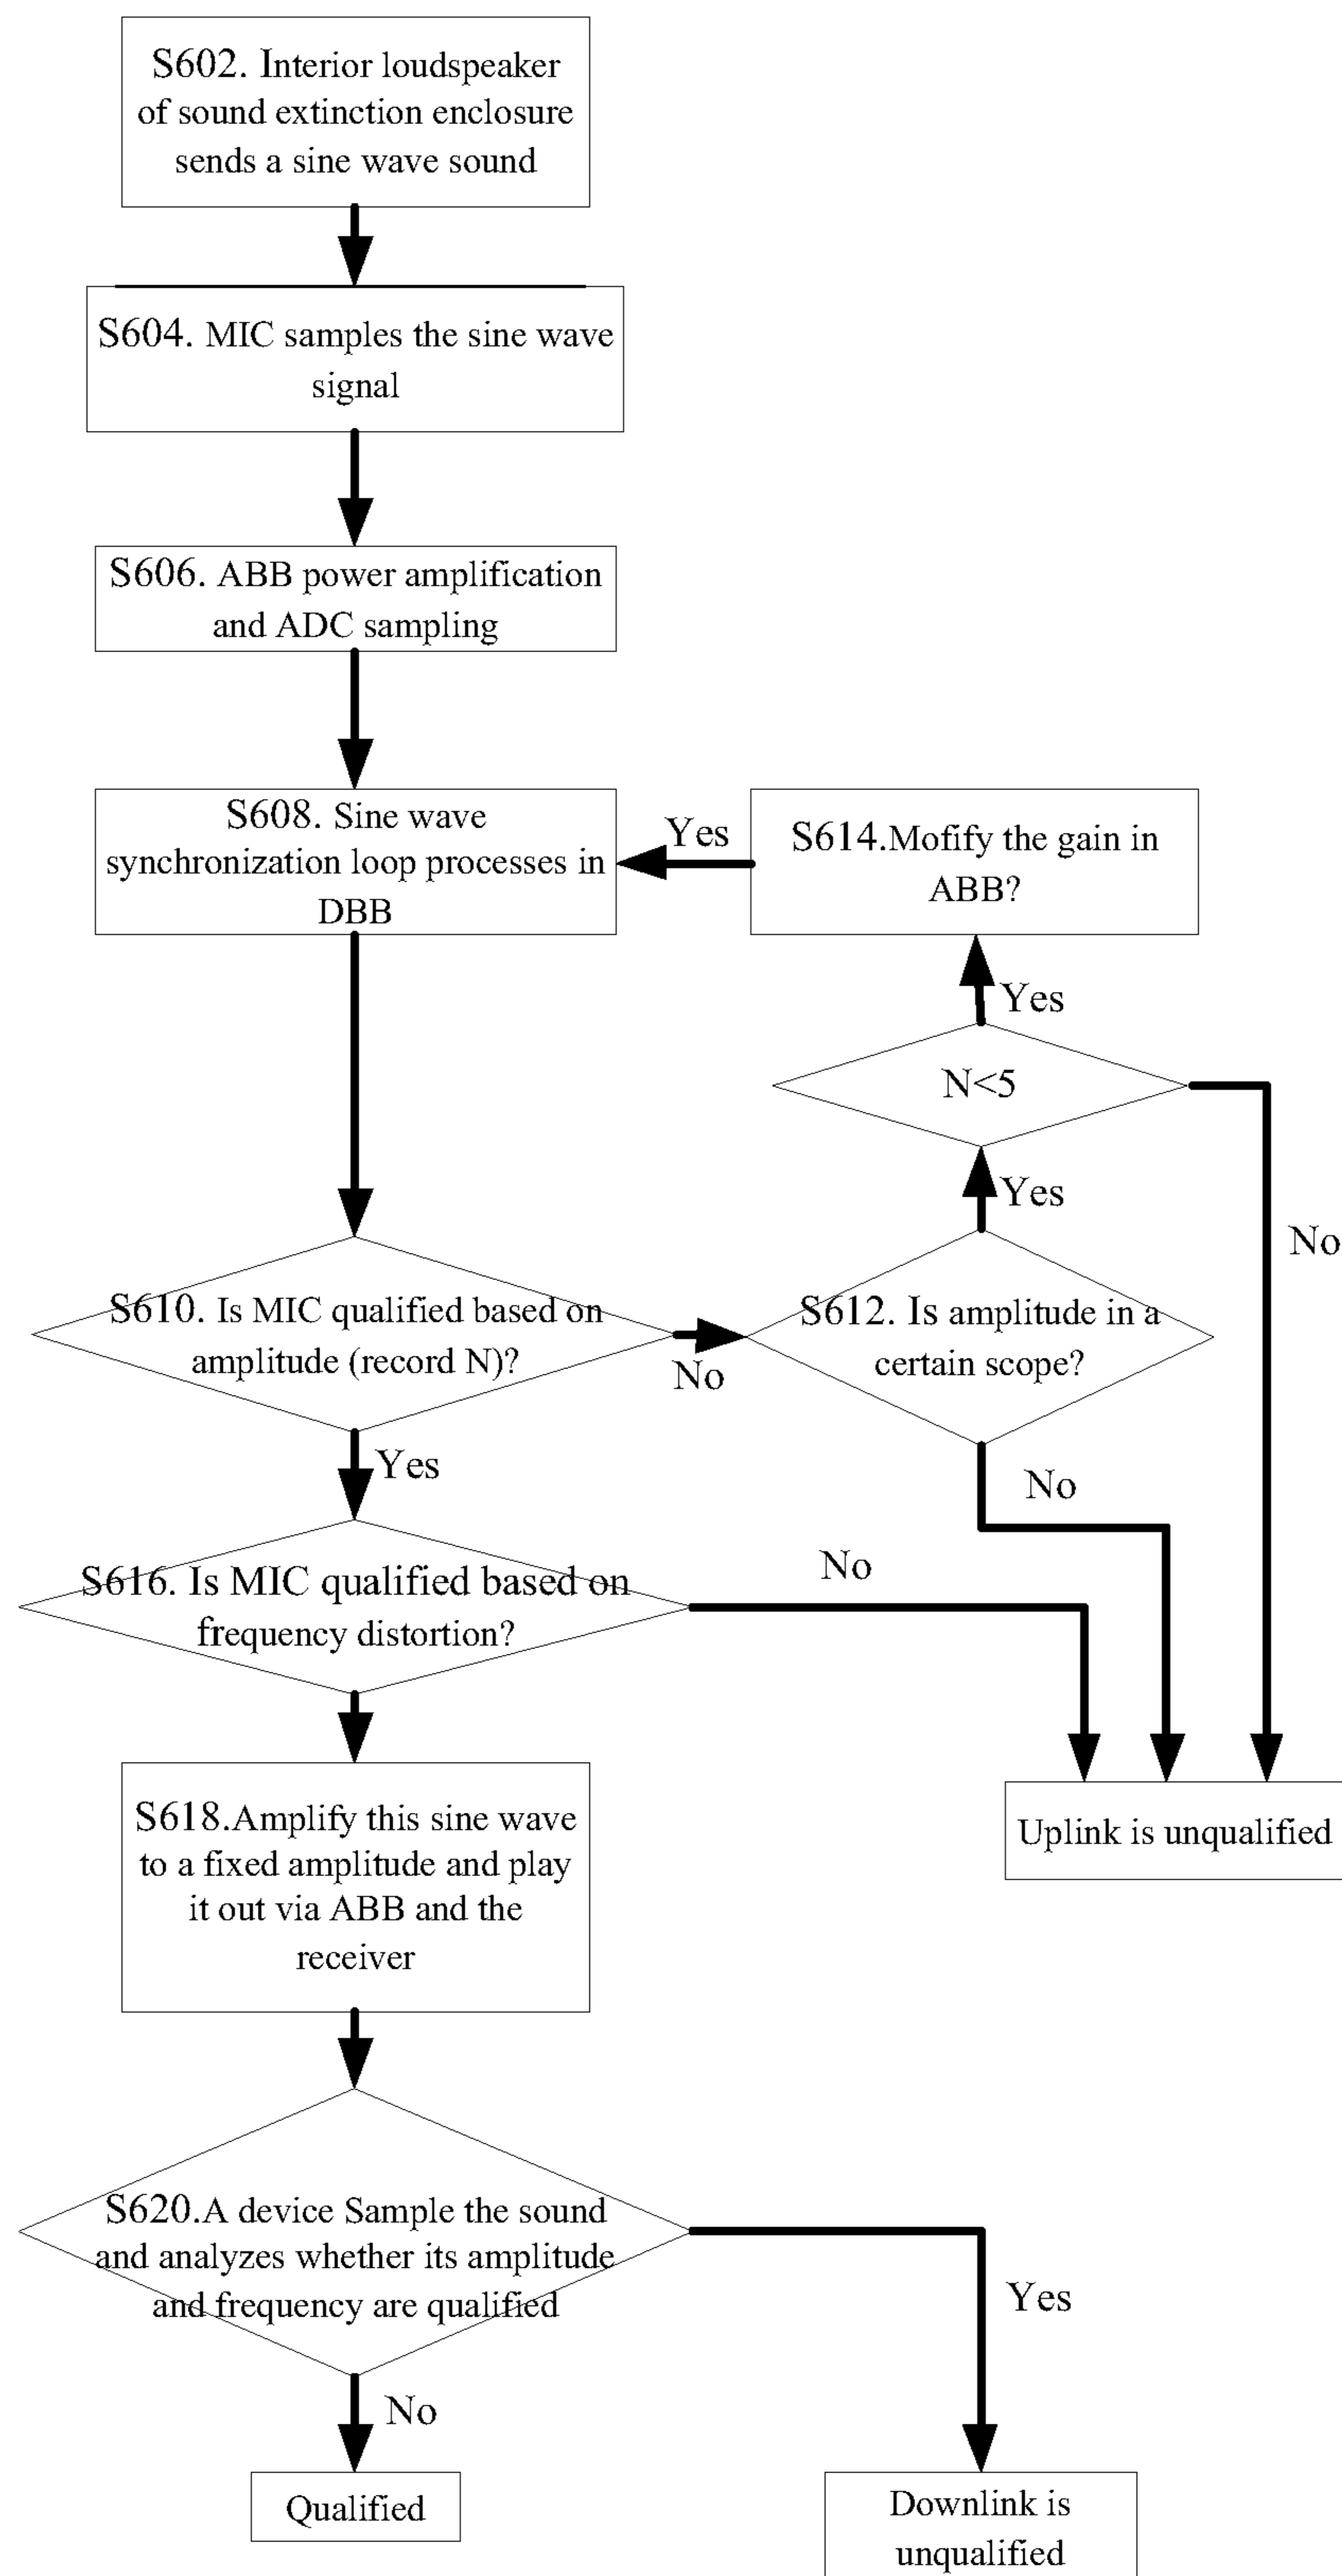 S602. Interior loudspeaker
of sound extinction enclosure
sends a sine wave sound
S604. MIC samples the sine wave
signal
S606. ABB power amplification
and ADC sampling
S608. Sine wave
synchronization loop processes in
DBB
Yes
S614.Mofify the gain in
ABB?
Yes
N<5
No
Yes
S610. Is MIC qualified based on
amplitude (record N)?
No
S612. Is amplitude in a
certain scope?
Yes
No
S616. Is MIC qualified based on
frequency distortion?
No
S618.Amplify this sine wave
to a fixed amplitude and play
it out via ABB and the
receiver
Uplink is unqualified
S620.A device Sample the sound
and analyzes whether its amplitude
and frequency are qualified
Yes
No
Qualified
Downlink is
unqualified